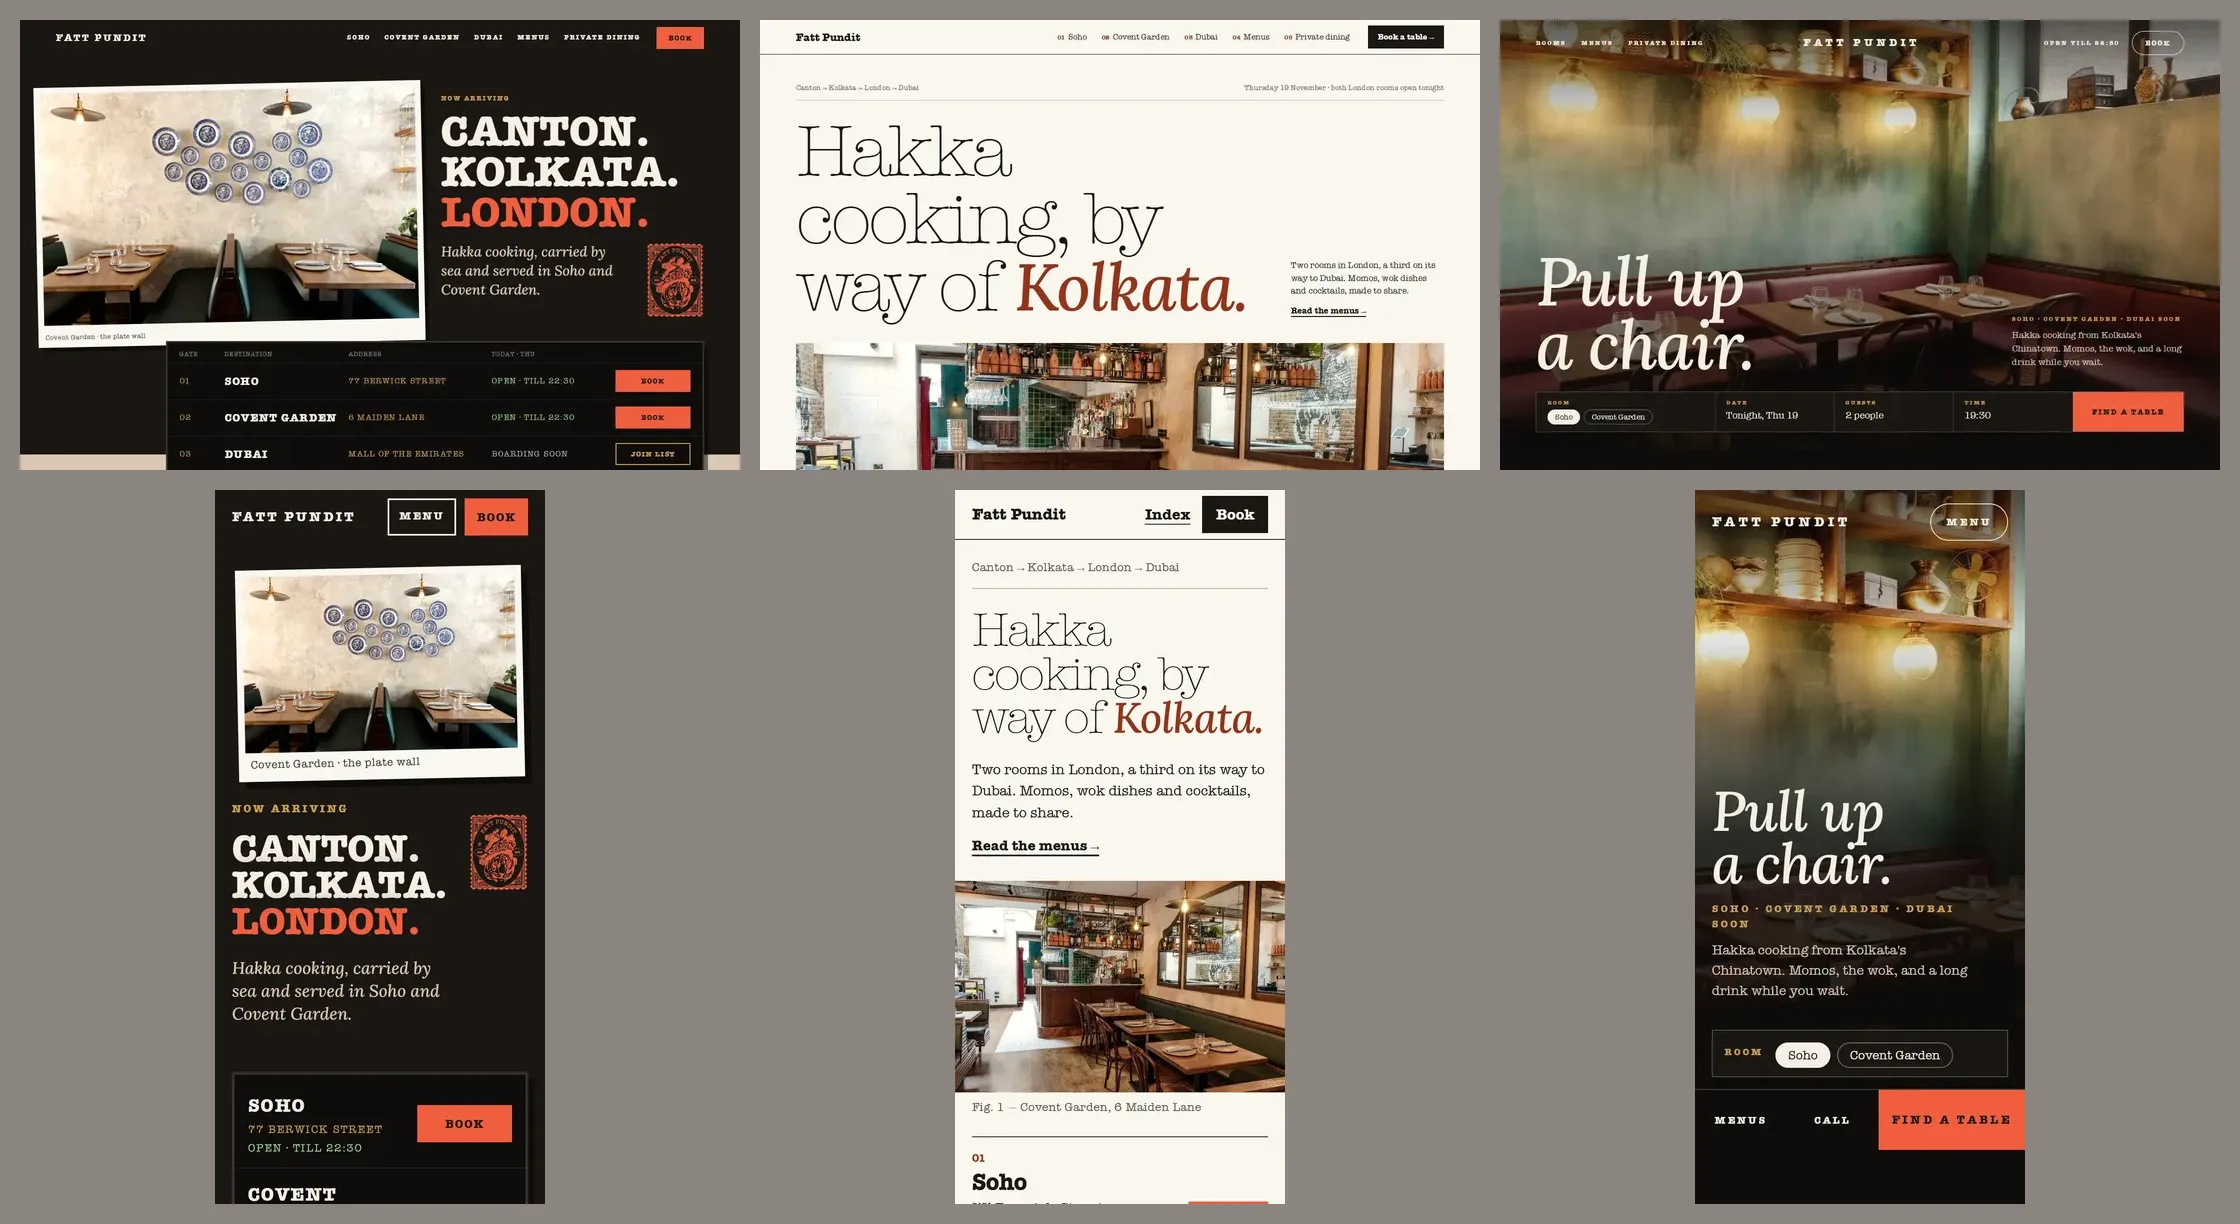 FATT PUNDIT
SOHO COVENT GARDEN DUBAI MENUS PRIVATE DINING BOOK
Covent Garden · the plate wall
NOW ARRIVING
CANTON.
KOLKATA.
LONDON.
Hakka cooking, carried by
sea and served in Soho and
Covent Garden.
FATT PUNDIT
GATE DESTINATION ADDRESS TODAY · THU
01 SOHO 77 BERWICK STREET OPEN · TILL 22:30 BOOK
02 COVENT GARDEN 6 MAIDEN LANE OPEN · TILL 22:30 BOOK
03 DUBAI MALL OF THE EMIRATES BOARDING SOON JOIN LIST
Fatt Pundit
01 Soho 02 Covent Garden 03 Dubai 04 Menus 05 Private dining Book a table →
Canton → Kolkata → London → Dubai
Thursday 19 November · both London rooms open tonight
Hakka
cooking, by
way of Kolkata.
Two rooms in London, a third on its way to Dubai. Momos, wok dishes
and cocktails, made to share.
Read the menus →
ROOMS MENUS PRIVATE DINING
FATT PUNDIT
OPEN TILL 22:30 BOOK
Pull up
a chair.
SOHO · COVENT GARDEN · DUBAI SOON
Hakka cooking from Kolkata's
Chinatown. Momos, the wok, and a long
drink while you wait.
ROOM
Soho Covent Garden
DATE
Tonight, Thu 19
GUESTS
2 people
TIME
19:30
FIND A TABLE
FATT PUNDIT MENU BOOK
Covent Garden · the plate wall
NOW ARRIVING
CANTON.
KOLKATA.
LONDON.
FATT PUNDIT
Hakka cooking, carried by
sea and served in Soho and
Covent Garden.
SOHO
77 BERWICK STREET
OPEN · TILL 22:30
BOOK
COVENT
Fatt Pundit Index Book
Canton → Kolkata → London → Dubai
Hakka
cooking, by
way of Kolkata.
Two rooms in London, a third on its way to
Dubai. Momos, wok dishes and cocktails,
made to share.
Read the menus →
Fig. 1 — Covent Garden, 6 Maiden Lane
01
Soho
FATT PUNDIT MENU
Pull up
a chair.
SOHO · COVENT GARDEN · DUBAI
SOON
Hakka cooking from Kolkata's
Chinatown. Momos, the wok, and a long
drink while you wait.
ROOM Soho Covent Garden
MENUS CALL FIND A TABLE